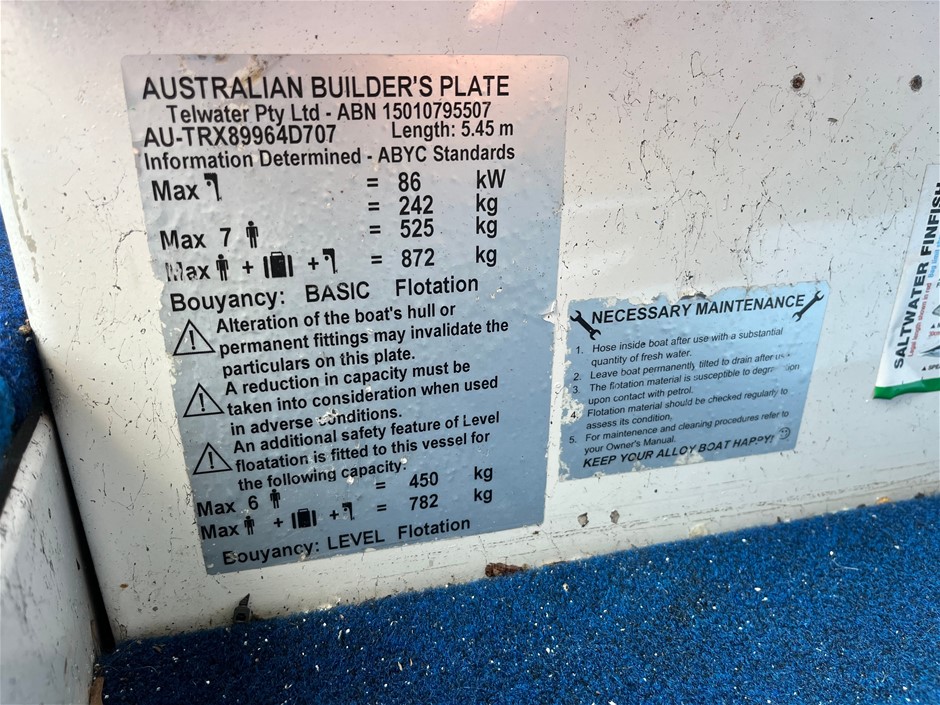 AUSTRALIAN BUILDER'S PLATE
Telwater Pty Ltd - ABN 15010795507
AU-TRX89964D707 Length: 5.45 m
Information Determined - ABYC Standards
Max = 86 kW
= 242 kg
Max 7 = 525 kg
Max + + = 872 kg
Bouyancy: BASIC Flotation
Alteration of the boat's hull or
permanent fittings may invalidate the
particulars on this plate.
A reduction in capacity must be
taken into consideration when used
in adverse conditions.
An additional safety feature of Level
floatation is fitted to this vessel for
the following capacity:
Max 6 = 450 kg
Max + + = 782 kg
Bouyancy: LEVEL Flotation
NECESSARY MAINTENANCE
1. Hose inside boat after use with a substantial
quantity of fresh water.
2. Leave boat permanently tilted to drain after use
3. The flotation material is susceptible to degradation
upon contact with petrol.
4. Flotation material should be checked regularly to
assess its condition.
5. For maintenence and cleaning procedures refer to
your Owner's Manual.
KEEP YOUR ALLOY BOAT HAPPY!
SALTWATER FINFISH